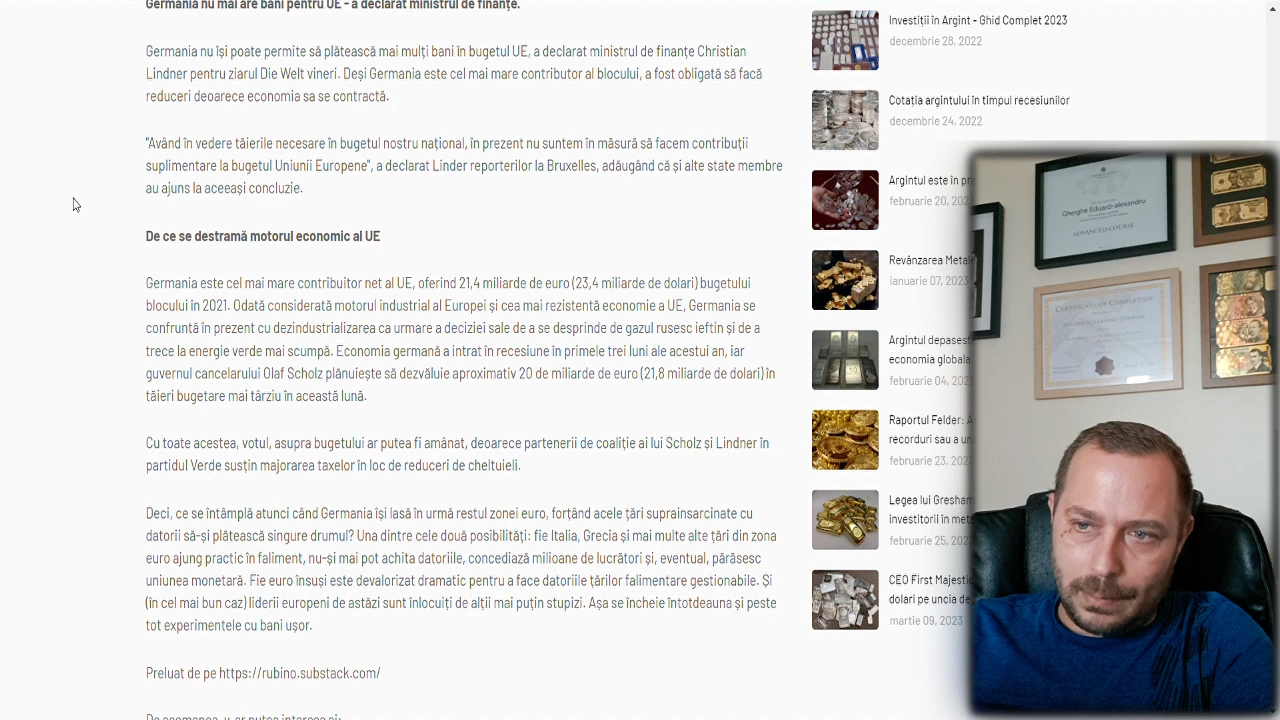 Germania nu mai are bani pentru UE - a declarat ministrul de finanțe.
Germania nu își poate permite să plătească mai mulți bani în bugetul UE, a declarat ministrul de finanțe Christian
Lindner pentru ziarul Die Welt vineri. Deși Germania este cel mai mare contributor al blocului, a fost obligată să facă
reduceri deoarece economia sa se contractă.
"Având în vedere tăierile necesare în bugetul nostru național, în prezent nu suntem în măsură să facem contribuții
suplimentare la bugetul Uniunii Europene", a declarat Linder reporterilor la Bruxelles, adăugând că și alte state membre
au ajuns la aceeași concluzie.
De ce se destramă motorul economic al UE
Germania este cel mai mare contribuitor net al UE, oferind 21,4 miliarde de euro (23,4 miliarde de dolari) bugetului
blocului în 2021. Odată considerată motorul industrial al Europei și cea mai rezistentă economie a UE, Germania se
confruntă în prezent cu dezindustrializarea ca urmare a deciziei sale de a se desprinde de gazul rusesc ieftin și de a
trece la energie verde mai scumpă. Economia germană a intrat în recesiune în primele trei luni ale acestui an, iar
guvernul cancelarului Olaf Scholz plănuiește să dezvăluie aproximativ 20 de miliarde de euro (21,8 miliarde de dolari) în
tăieri bugetare mai târziu în această lună.
Cu toate acestea, votul, asupra bugetului ar putea fi amânat, deoarece partenerii de coaliție ai lui Scholz și Lindner în
partidul Verde susțin majorarea taxelor în loc de reduceri de cheltuieli.
Deci, ce se întâmplă atunci când Germania își lasă în urmă restul zonei euro, forțând acele țări supraînsarcinate cu
datorii să-și plătească singure drumul? Una dintre cele două posibilități: fie Italia, Grecia și mai multe alte țări din zona
euro ajung practic în faliment, nu-și mai pot achita datoriile, concediază milioane de lucrători și, eventual, părăsesc
uniunea monetară. Fie euro însuși este devalorizat dramatic pentru a face datoriile țărilor falimentare gestionabile. Și
(în cel mai bun caz) liderii europeni de astăzi sunt înlocuiți de alții mai puțin stupizi. Așa se încheie întotdeauna și peste
tot experimentele cu bani ușor.
Preluat de pe https://rubino.substack.com/
De asemenea, v-ar putea interesa și:
Investiții în Argint - Ghid Complet 2023
decembrie 28, 2022
Cotația argintului în timpul recesiunilor
decembrie 24, 2022
Argintul este în pr
februarie 20, 202
Revânzarea Metale
ianuarie 07, 2023
Argintul depășeșt
economia globală
februarie 04, 2023
Raportul Felder: A
recorduri sau a un
februarie 23, 2023
Legea lui Gresham
investitorii în meta
februarie 25, 2023
CEO First Majestic
dolari pe uncia de
martie 09, 2023
Gherghe Eduard-alexandru
ADVANCED COURSE
CERTIFICATE OF COMPLETION